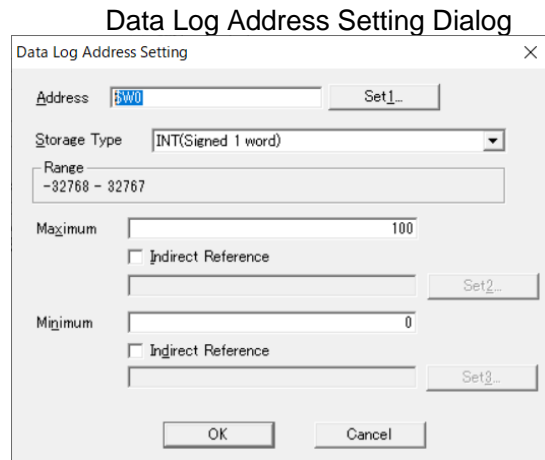 Data Log Address Setting Dialog
Data Log Address Setting
Address $W0 Set1...
Storage Type INT(Signed 1 word)
Range
-32768 - 32767
Maximum 100
Indirect Reference
Set2...
Minimum 0
Indirect Reference
Set3...
OK Cancel